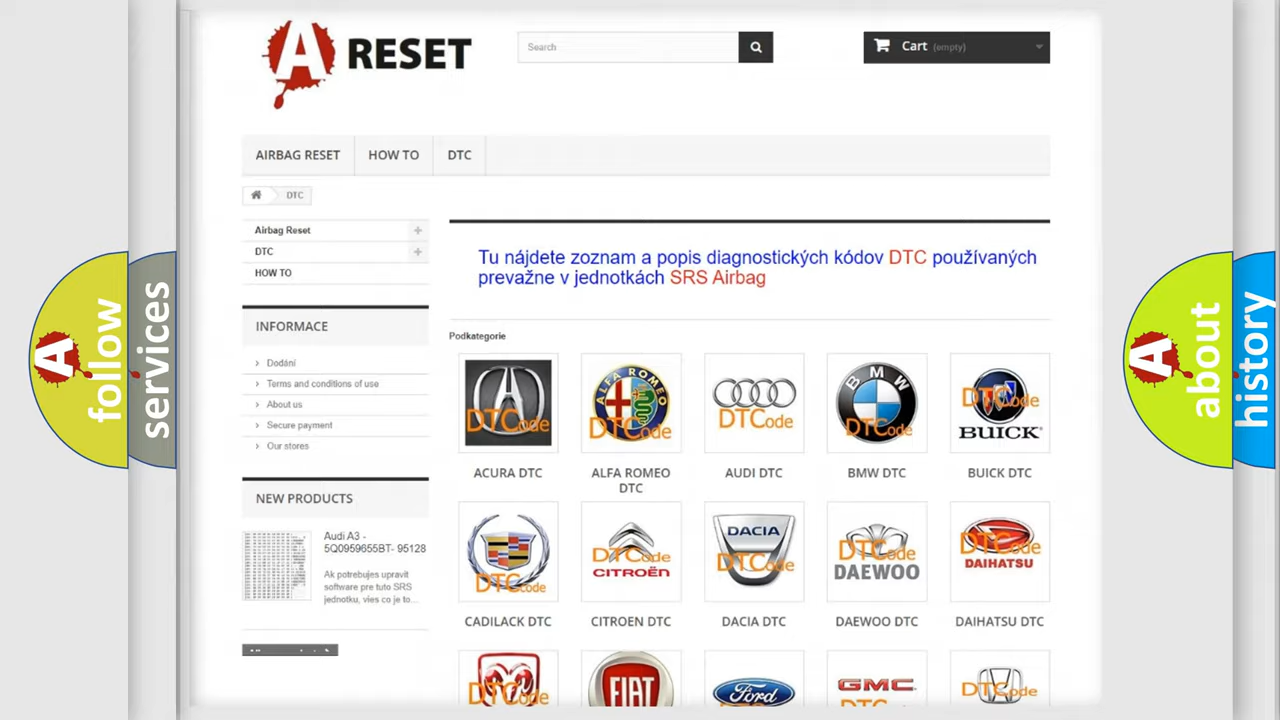 A RESET
Search
Cart (empty)
AIRBAG RESET HOW TO DTC
DTC
Airbag Reset
DTC
HOW TO
INFORMACE
Dodání
Terms and conditions of use
About us
Secure payment
Our stores
NEW PRODUCTS
Audi A3 -
5Q0959655BT- 95128
Ak potrebujes upravit
software pre tuto SRS
jednotku, vies co je to...
Tu nájdete zoznam a popis diagnostických kódov DTC používaných
prevažne v jednotkách SRS Airbag
Podkategorie
DTCode
ALFA ROMEO
DTCode
DTCode
BMW
DTCode
DTCode
BUICK
ACURA DTC
ALFA ROMEO
DTC
AUDI DTC
BMW DTC
BUICK DTC
DTCode
DTCode
CITROËN
DACIA
DTCode
DTCode
DAEWOO
DTCode
DAIHATSU
CADILACK DTC
CITROEN DTC
DACIA DTC
DAEWOO DTC
DAIHATSU DTC
DTCode
FIAT
Ford
GMC
DTCode
A follow
services
A about
history